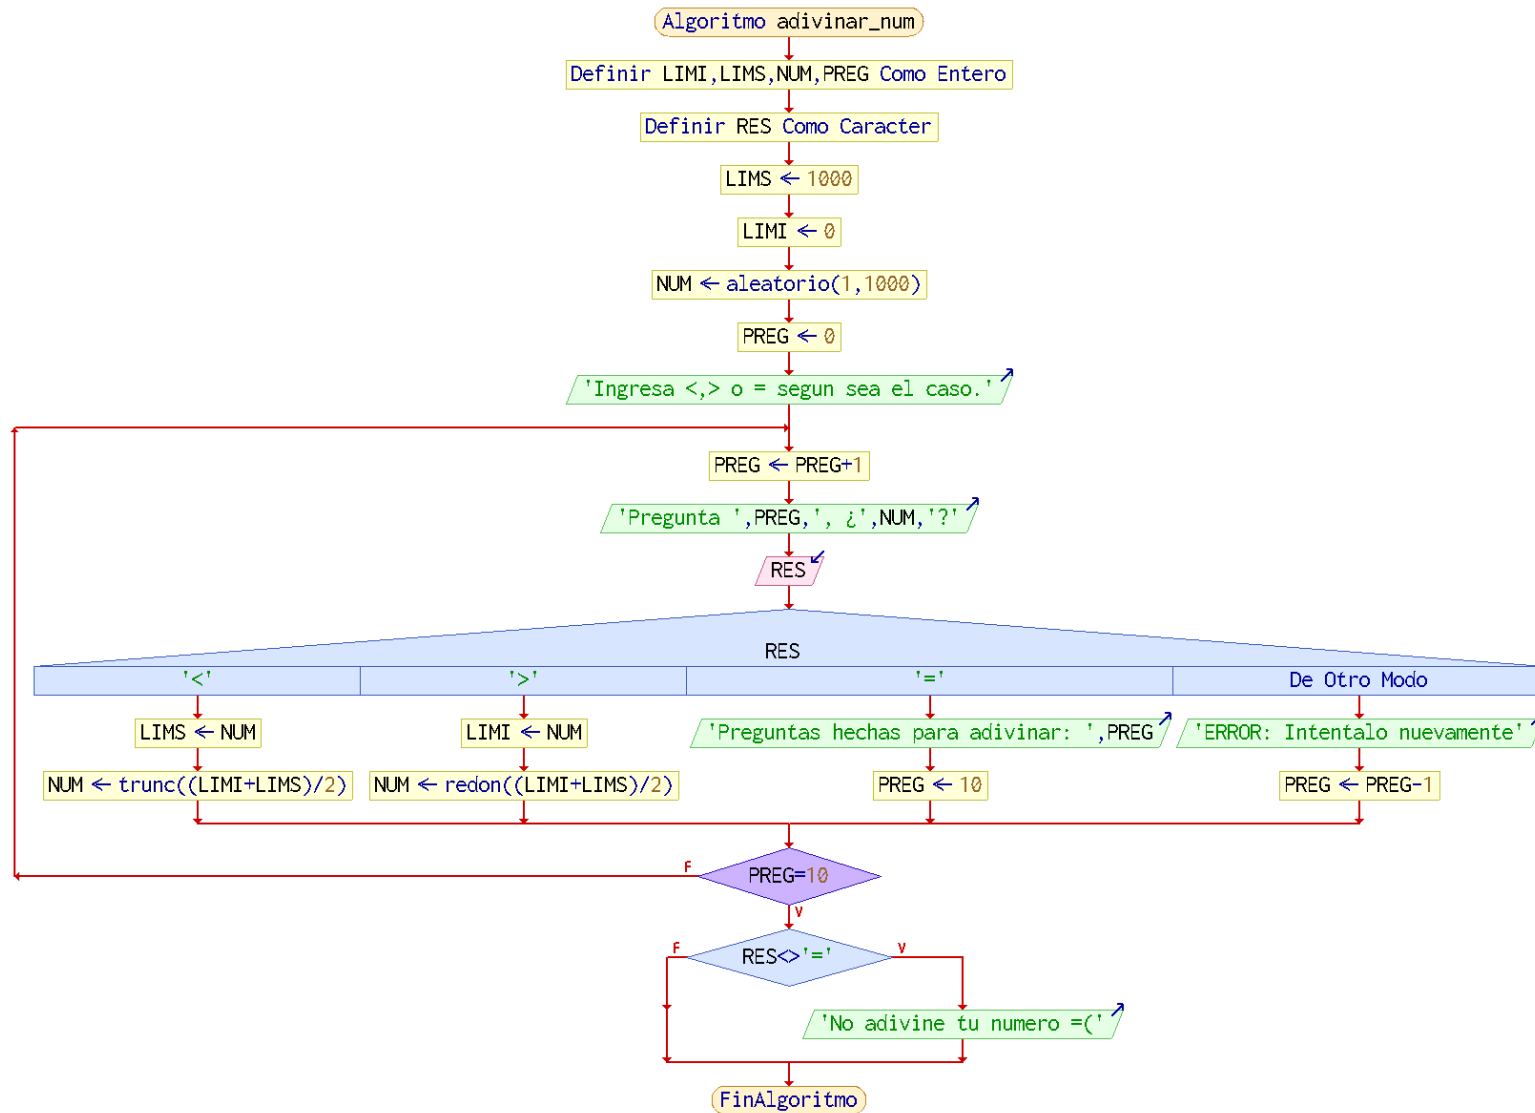 Algoritmo adivinar_num
Definir LIMI,LIMS,NUM,PREG Como Entero
Definir RES Como Caracter
LIMS ← 1000
LIMI ← 0
NUM ← aleatorio(1,1000)
PREG ← 0
'Ingresa <,> o = segun sea el caso.'
PREG ← PREG+1
'Pregunta ',PREG,', ¿',NUM,'?'
RES
RES
'<' '>' '=' De Otro Modo
LIMS ← NUM LIMI ← NUM 'Preguntas hechas para adivinar: ',PREG 'ERROR: Intentalo nuevamente'
NUM ← trunc((LIMI+LIMS)/2) NUM ← redon((LIMI+LIMS)/2) PREG ← 10 PREG ← PREG-1
F PREG=10
V
F RES<>'=' V
'No adivine tu numero =('
FinAlgoritmo